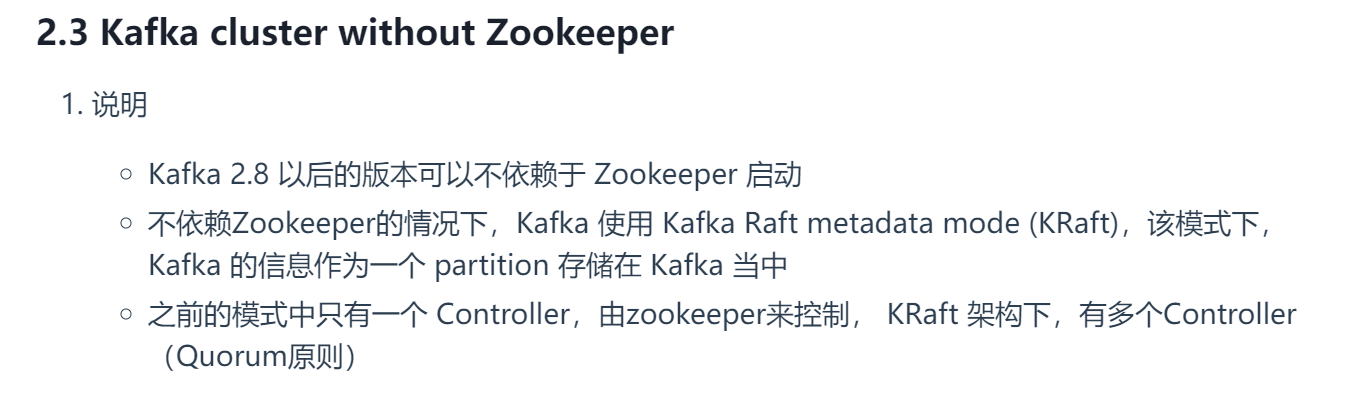 2.3 Kafka cluster without Zookeeper
1. 说明
Kafka 2.8 以后的版本可以不依赖于 Zookeeper 启动
不依赖Zookeeper的情况下，Kafka 使用 Kafka Raft metadata mode (KRaft)，该模式下，
Kafka 的信息作为一个 partition 存储在 Kafka 当中
之前的模式中只有一个 Controller，由zookeeper来控制， KRaft 架构下，有多个Controller
（Quorum原则）